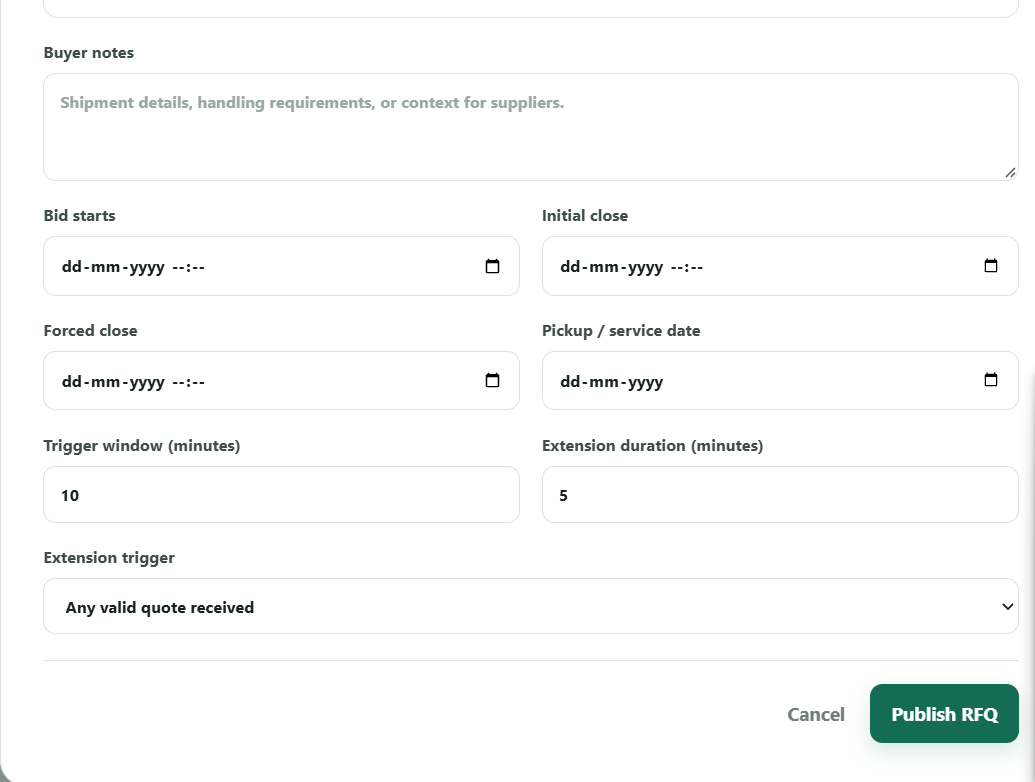 Buyer notes
Shipment details, handling requirements, or context for suppliers.
Bid starts
Initial close
dd-mm-yyyy --:--
dd-mm-yyyy --:--
Forced close
Pickup / service date
dd-mm-yyyy --:--
dd-mm-yyyy
Trigger window (minutes)
Extension duration (minutes)
10
5
Extension trigger
Any valid quote received
Cancel
Publish RFQ